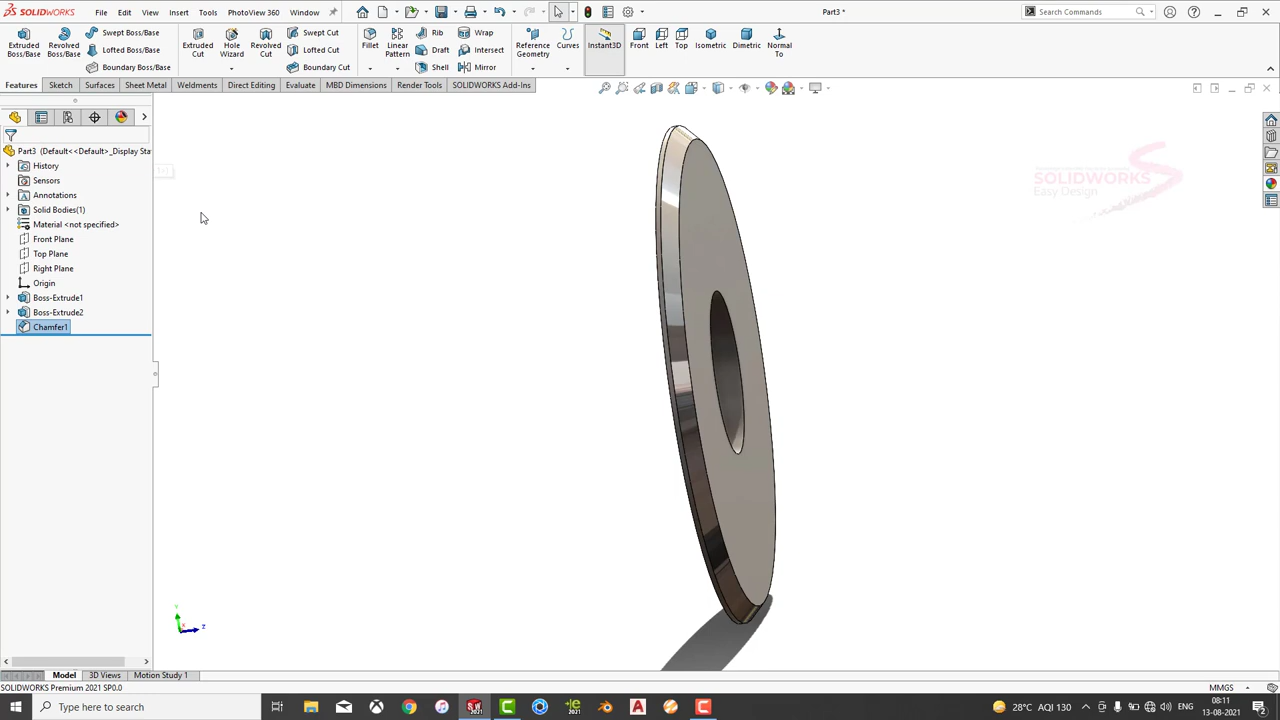 SOLIDWORKS File Edit View Insert Tools PhotoView 360 Window Part3 * Search Commands
Extruded Boss/Base Revolved Boss/Base Swept Boss/Base Extruded Cut Hole Wizard Revolved Cut Swept Cut Fillet Linear Pattern Rib Wrap Reference Geometry Curves Instant3D Front Left Top Isometric Dimetric Normal To
Lofted Boss/Base Lofted Cut Draft Intersect
Boundary Boss/Base Boundary Cut Shell Mirror
Features Sketch Surfaces Sheet Metal Weldments Direct Editing Evaluate MBD Dimensions Render Tools SOLIDWORKS Add-Ins
Part3 (Default<<Default>_Display Sta
History
Sensors
Annotations
Solid Bodies(1)
Material <not specified>
Front Plane
Top Plane
Right Plane
Origin
Boss-Extrude1
Boss-Extrude2
Chamfer1
SOLIDWORKS
Easy Design
Y
X
Z
Model 3D Views Motion Study 1
SOLIDWORKS Premium 2021 SP0.0 MMGS
Type here to search 28°C AQI 130 ENG 08:11
13-08-2021